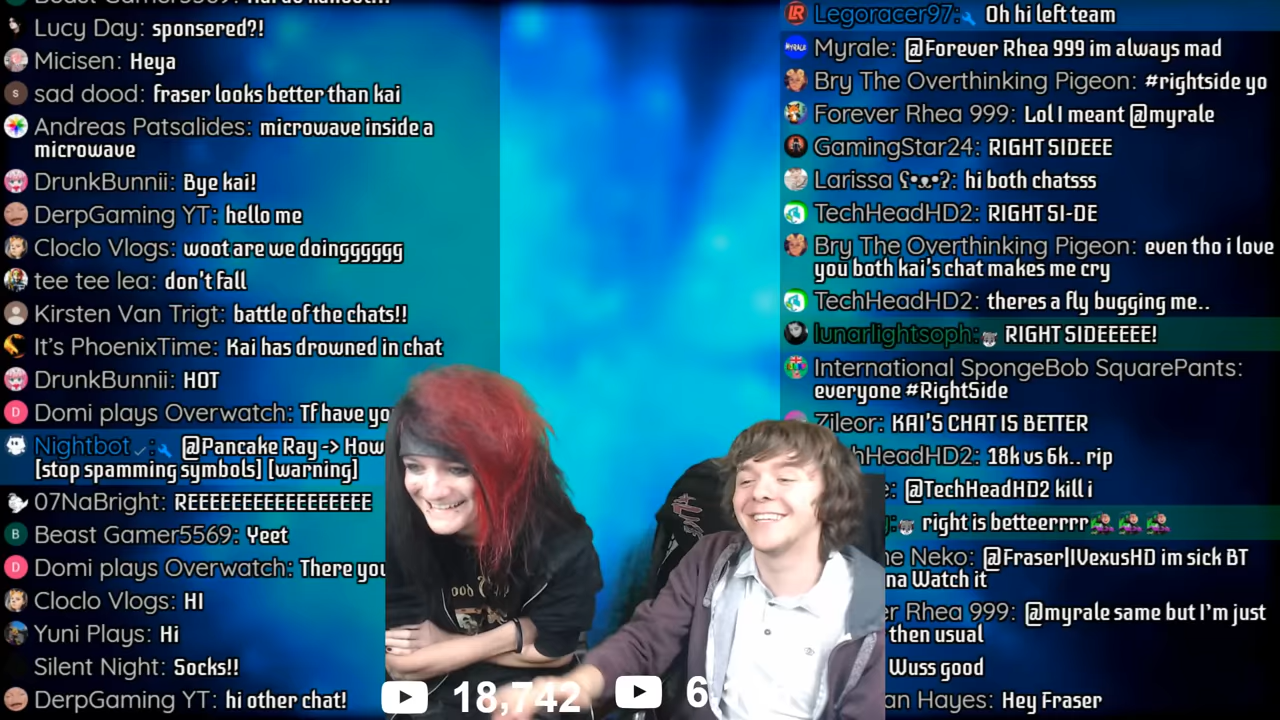 Lucy Day: sponsered?!
Micisen: Heya
sad dood: fraser looks better than kai
Andreas Patsalides: microwave inside a
microwave
DrunkBunnii: Bye kai!
DerpGaming YT: hello me
Cloclo Vlogs: woot are we doingggggg
tee tee lea: don't fall
Kirsten Van Trigt: battle of the chats!!
It's PhoenixTime: Kai has drowned in chat
DrunkBunnii: HOT
Domi plays Overwatch: Tf have yo
Nightbot: @Pancake Ray -> How
[stop spamming symbols] [warning]
07NaBright: REEEEEEEEEEEEEEEEE
Beast Gamer5569: Yeet
Domi plays Overwatch: There you
Cloclo Vlogs: HI
Yuni Plays: Hi
Silent Night: Socks!!
DerpGaming YT: hi other chat!
18,742
6
Legoracer97: Oh hi left team
Myrale: @Forever Rhea 999 im always mad
Bry The Overthinking Pigeon: #rightside yo
Forever Rhea 999: Lol I meant @myrale
GamingStar24: RIGHT SIDEEE
Larissa ʕ•ᴥ•ʔ: hi both chatsss
TechHeadHD2: RIGHT SI-DE
Bry The Overthinking Pigeon: even tho i love
you both kai's chat makes me cry
TechHeadHD2: theres a fly bugging me..
lunarlightsoph: RIGHT SIDEEEEE!
International SpongeBob SquarePants:
everyone #RightSide
Zileor: KAI'S CHAT IS BETTER
HeadHD2: 18k vs 6k.. rip
e: @TechHeadHD2 kill i
right is betteerrrr
ne Neko: @Fraser|IVexusHD im sick BT
na Watch it
er Rhea 999: @myrale same but I'm just
then usual
Wuss good
an Hayes: Hey Fraser